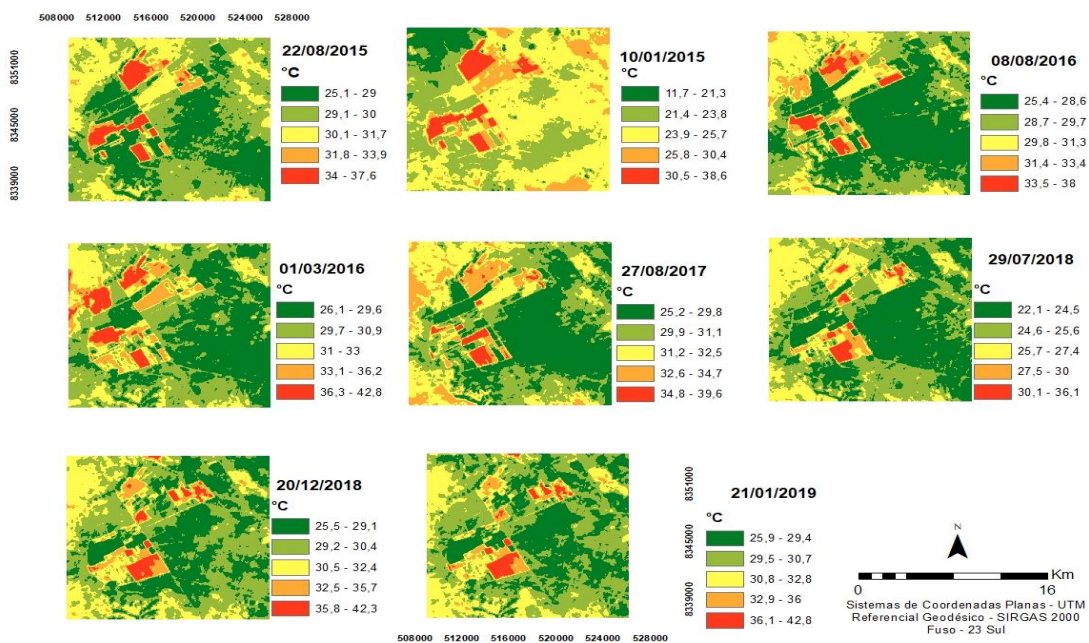 508000 512000 516000 520000 524000 528000
8351000
8345000
8339000
22/08/2015
°C
25,1 - 29
29,1 - 30
30,1 - 31,7
31,8 - 33,9
34 - 37,6
10/01/2015
°C
11,7 - 21,3
21,4 - 23,8
23,9 - 25,7
25,8 - 30,4
30,5 - 38,6
08/08/2016
°C
25,4 - 28,6
28,7 - 29,7
29,8 - 31,3
31,4 - 33,4
33,5 - 38
01/03/2016
°C
26,1 - 29,6
29,7 - 30,9
31 - 33
33,1 - 36,2
36,3 - 42,8
27/08/2017
°C
25,2 - 29,8
29,9 - 31,1
31,2 - 32,5
32,6 - 34,7
34,8 - 39,6
29/07/2018
°C
22,1 - 24,5
24,6 - 25,6
25,7 - 27,4
27,5 - 30
30,1 - 36,1
20/12/2018
°C
25,5 - 29,1
29,2 - 30,4
30,5 - 32,4
32,5 - 35,7
35,8 - 42,3
8351000
8345000
8339000
508000 512000 516000 520000 524000 528000
21/01/2019
°C
25,9 - 29,4
29,5 - 30,7
30,8 - 32,8
32,9 - 36
36,1 - 42,8
N
Km
0 16
Sistemas de Coordenadas Planas - UTM
Referencial Geodésico - SIRGAS 2000
Fuso - 23 Sul